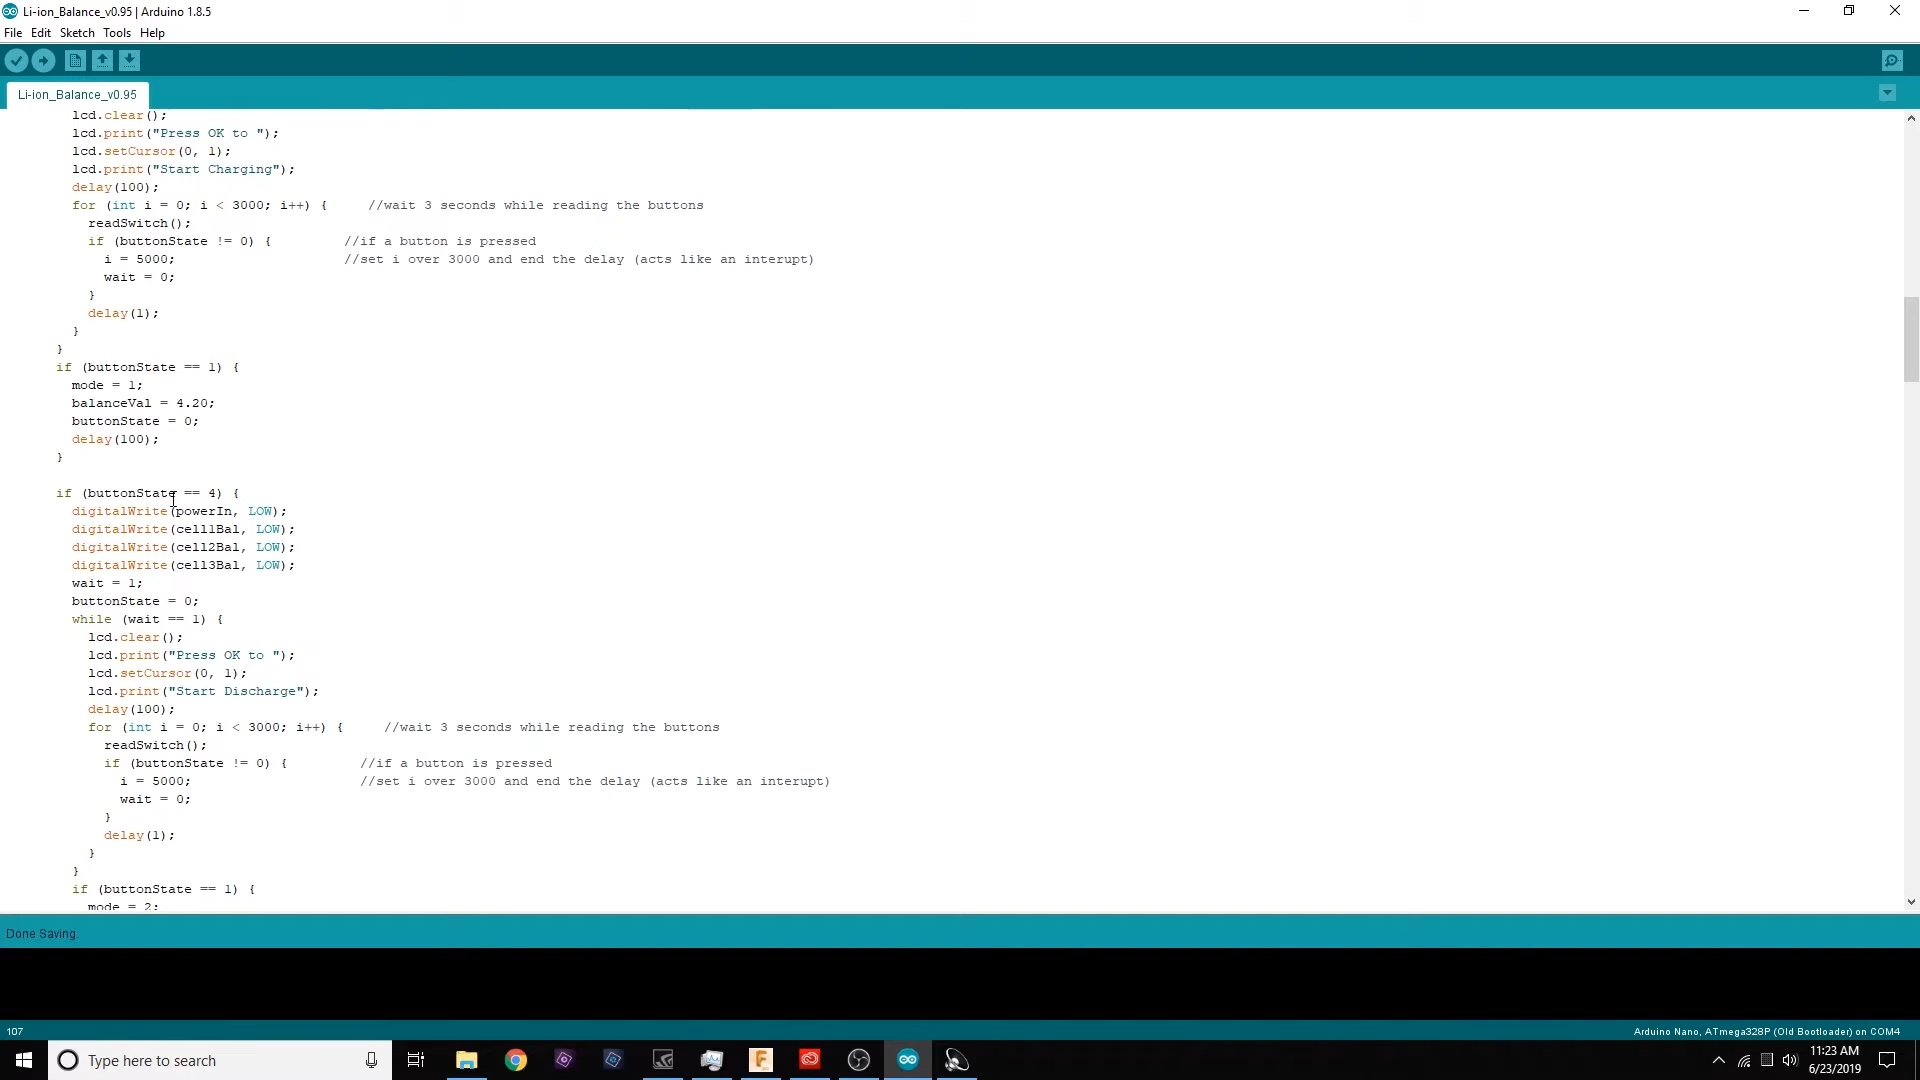 Li-ion_Balance_v0.95 | Arduino 1.8.5
File Edit Sketch Tools Help
Li-ion_Balance_v0.95
lcd.clear();
lcd.print("Press OK to ");
lcd.setCursor(0, 1);
lcd.print("Start Charging");
delay(100);
for (int i = 0; i < 3000; i++) {     //wait 3 seconds while reading the buttons
readSwitch();
if (buttonState != 0) {         //if a button is pressed
i = 5000;                     //set i over 3000 and end the delay (acts like an interupt)
wait = 0;
}
delay(1);
}
}
if (buttonState == 1) {
mode = 1;
balanceVal = 4.20;
buttonState = 0;
delay(100);
}
if (buttonState == 4) {
digitalWrite(powerIn, LOW);
digitalWrite(cell1Bal, LOW);
digitalWrite(cell2Bal, LOW);
digitalWrite(cell3Bal, LOW);
wait = 1;
buttonState = 0;
while (wait == 1) {
lcd.clear();
lcd.print("Press OK to ");
lcd.setCursor(0, 1);
lcd.print("Start Discharge");
delay(100);
for (int i = 0; i < 3000; i++) {     //wait 3 seconds while reading the buttons
readSwitch();
if (buttonState != 0) {         //if a button is pressed
i = 5000;                     //set i over 3000 and end the delay (acts like an interupt)
wait = 0;
}
delay(1);
}
}
if (buttonState == 1) {
mode = 2;
Done Saving.
107
Arduino Nano, ATmega328P (Old Bootloader) on COM4
Type here to search
11:23 AM
6/23/2019